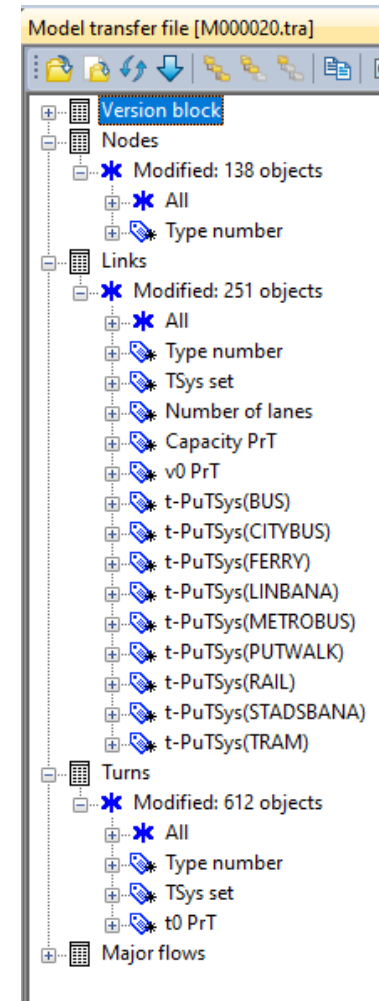 Model transfer file [M000020.tra]
Version block
Nodes
Modified: 138 objects
All
Type number
Links
Modified: 251 objects
All
Type number
TSys set
Number of lanes
Capacity PrT
v0 PrT
t-PuTSys(BUS)
t-PuTSys(CITYBUS)
t-PuTSys(FERRY)
t-PuTSys(LINBANA)
t-PuTSys(METROBUS)
t-PuTSys(PUTWALK)
t-PuTSys(RAIL)
t-PuTSys(STADSBANA)
t-PuTSys(TRAM)
Turns
Modified: 612 objects
All
Type number
TSys set
t0 PrT
Major flows